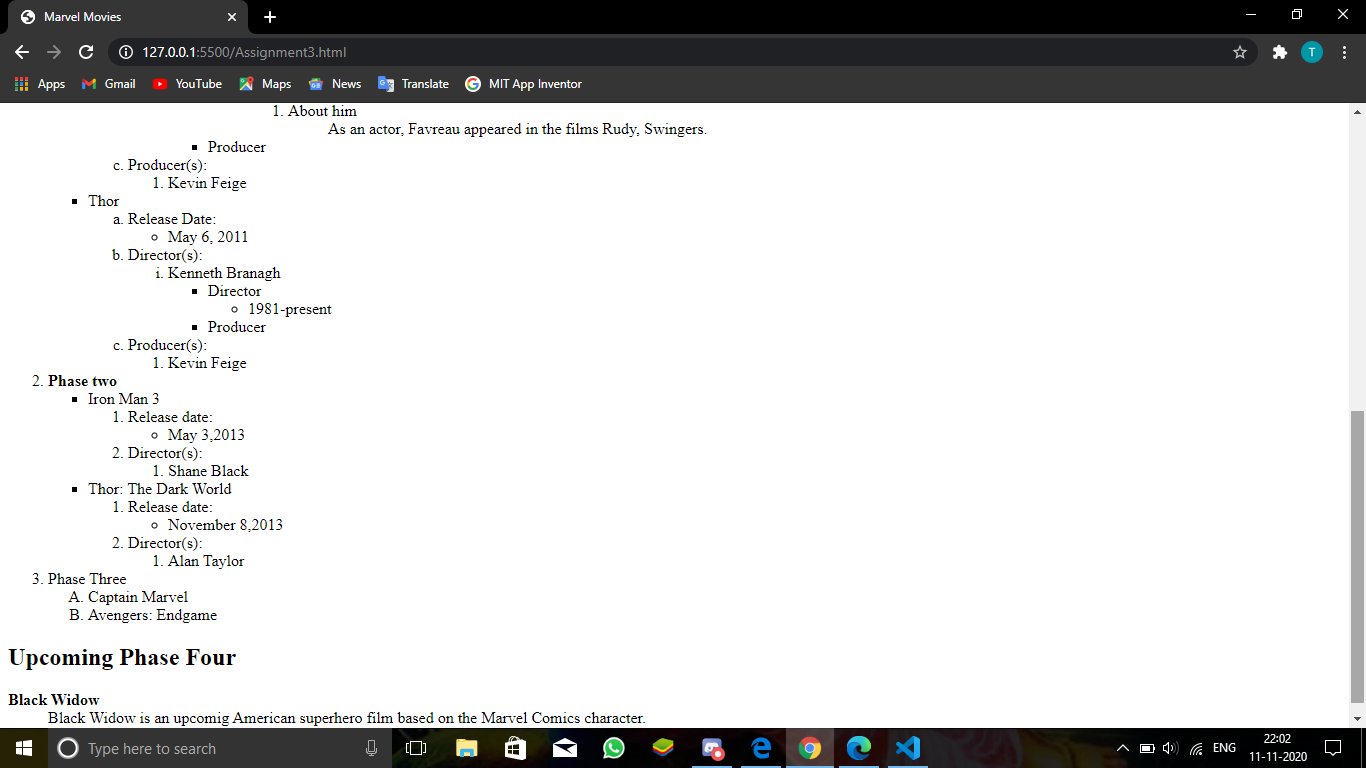 Marvel Movies
127.0.0.1:5500/Assignment3.html
T
Apps Gmail YouTube Maps News Translate MIT App Inventor
1. About him
As an actor, Favreau appeared in the films Rudy, Swingers.
▪ Producer
c. Producer(s):
1. Kevin Feige
▪ Thor
a. Release Date:
◦ May 6, 2011
b. Director(s):
i. Kenneth Branagh
▪ Director
◦ 1981-present
▪ Producer
c. Producer(s):
1. Kevin Feige
2. Phase two
▪ Iron Man 3
1. Release date:
◦ May 3,2013
2. Director(s):
1. Shane Black
▪ Thor: The Dark World
1. Release date:
◦ November 8,2013
2. Director(s):
1. Alan Taylor
3. Phase Three
A. Captain Marvel
B. Avengers: Endgame
Upcoming Phase Four
Black Widow
Black Widow is an upcomig American superhero film based on the Marvel Comics character.
Type here to search
ENG
22:02
11-11-2020